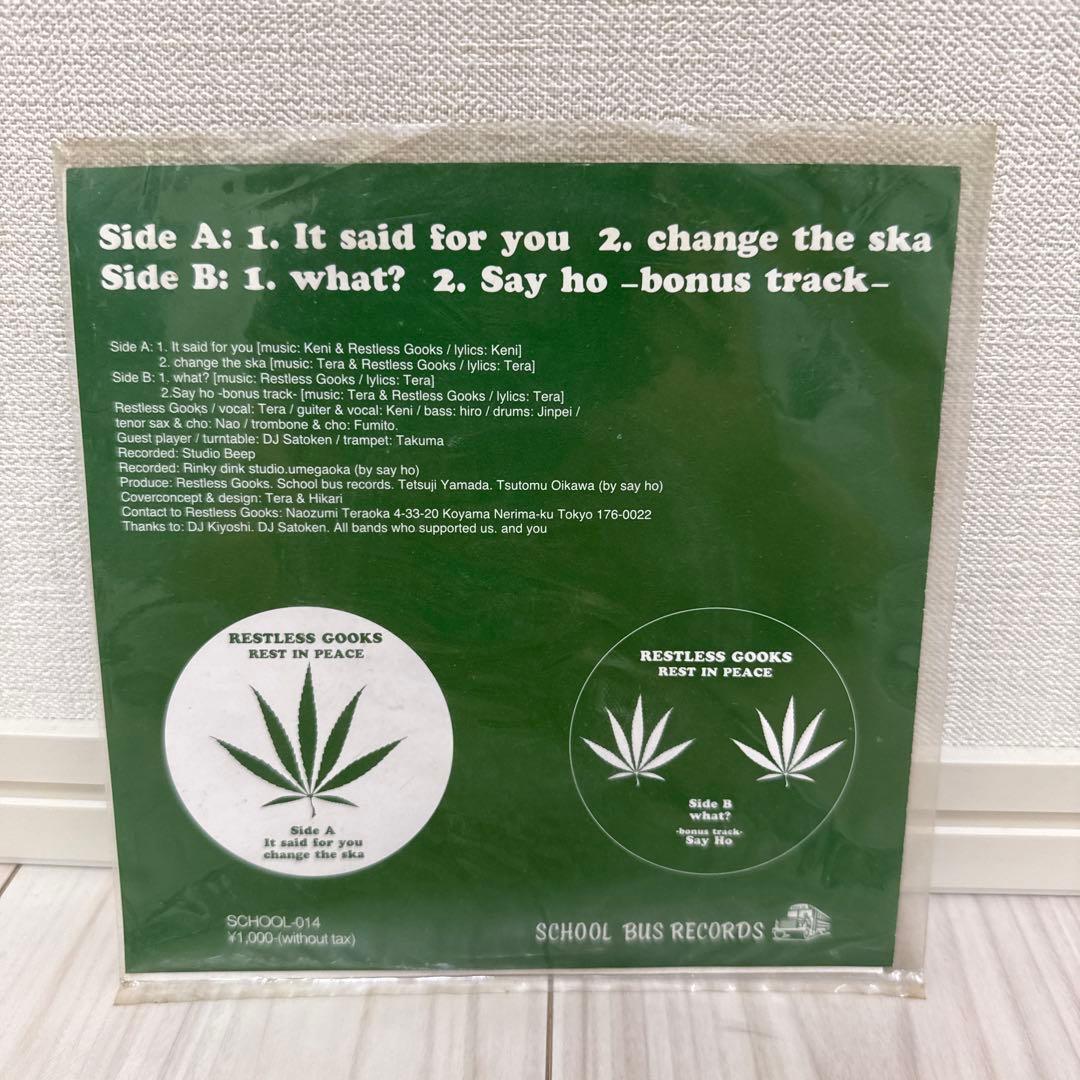 Side A: 1. It said for you 2. change the ska
Side B: 1. what? 2. Say ho –bonus track–
Side A: 1. It said for you [music: Keni & Restless Gooks / lylics: Keni]
2. change the ska [music: Tera & Restless Gooks / lylics: Tera]
Side B: 1. what? [music: Restless Gooks / lylics: Tera]
2.Say ho -bonus track- [music: Tera & Restless Gooks / lylics: Tera]
Restless Gooks / vocal: Tera / guiter & vocal: Keni / bass: hiro / drums: Jinpei /
tenor sax & cho: Nao / trombone & cho: Fumito.
Guest player / turntable: DJ Satoken / trampet: Takuma
Recorded: Studio Beep
Recorded: Rinky dink studio.umegaoka (by say ho)
Produce: Restless Gooks. School bus records. Tetsuji Yamada. Tsutomu Oikawa (by say ho)
Coverconcept & design: Tera & Hikari
Contact to Restless Gooks: Naozumi Teraoka 4-33-20 Koyama Nerima-ku Tokyo 176-0022
Thanks to: DJ Kiyoshi. DJ Satoken. All bands who supported us. and you
RESTLESS GOOKS
REST IN PEACE
Side A
It said for you
change the ska
RESTLESS GOOKS
REST IN PEACE
Side B
what?
-bonus track-
Say Ho
SCHOOL-014
¥1,000-(without tax)
SCHOOL BUS RECORDS